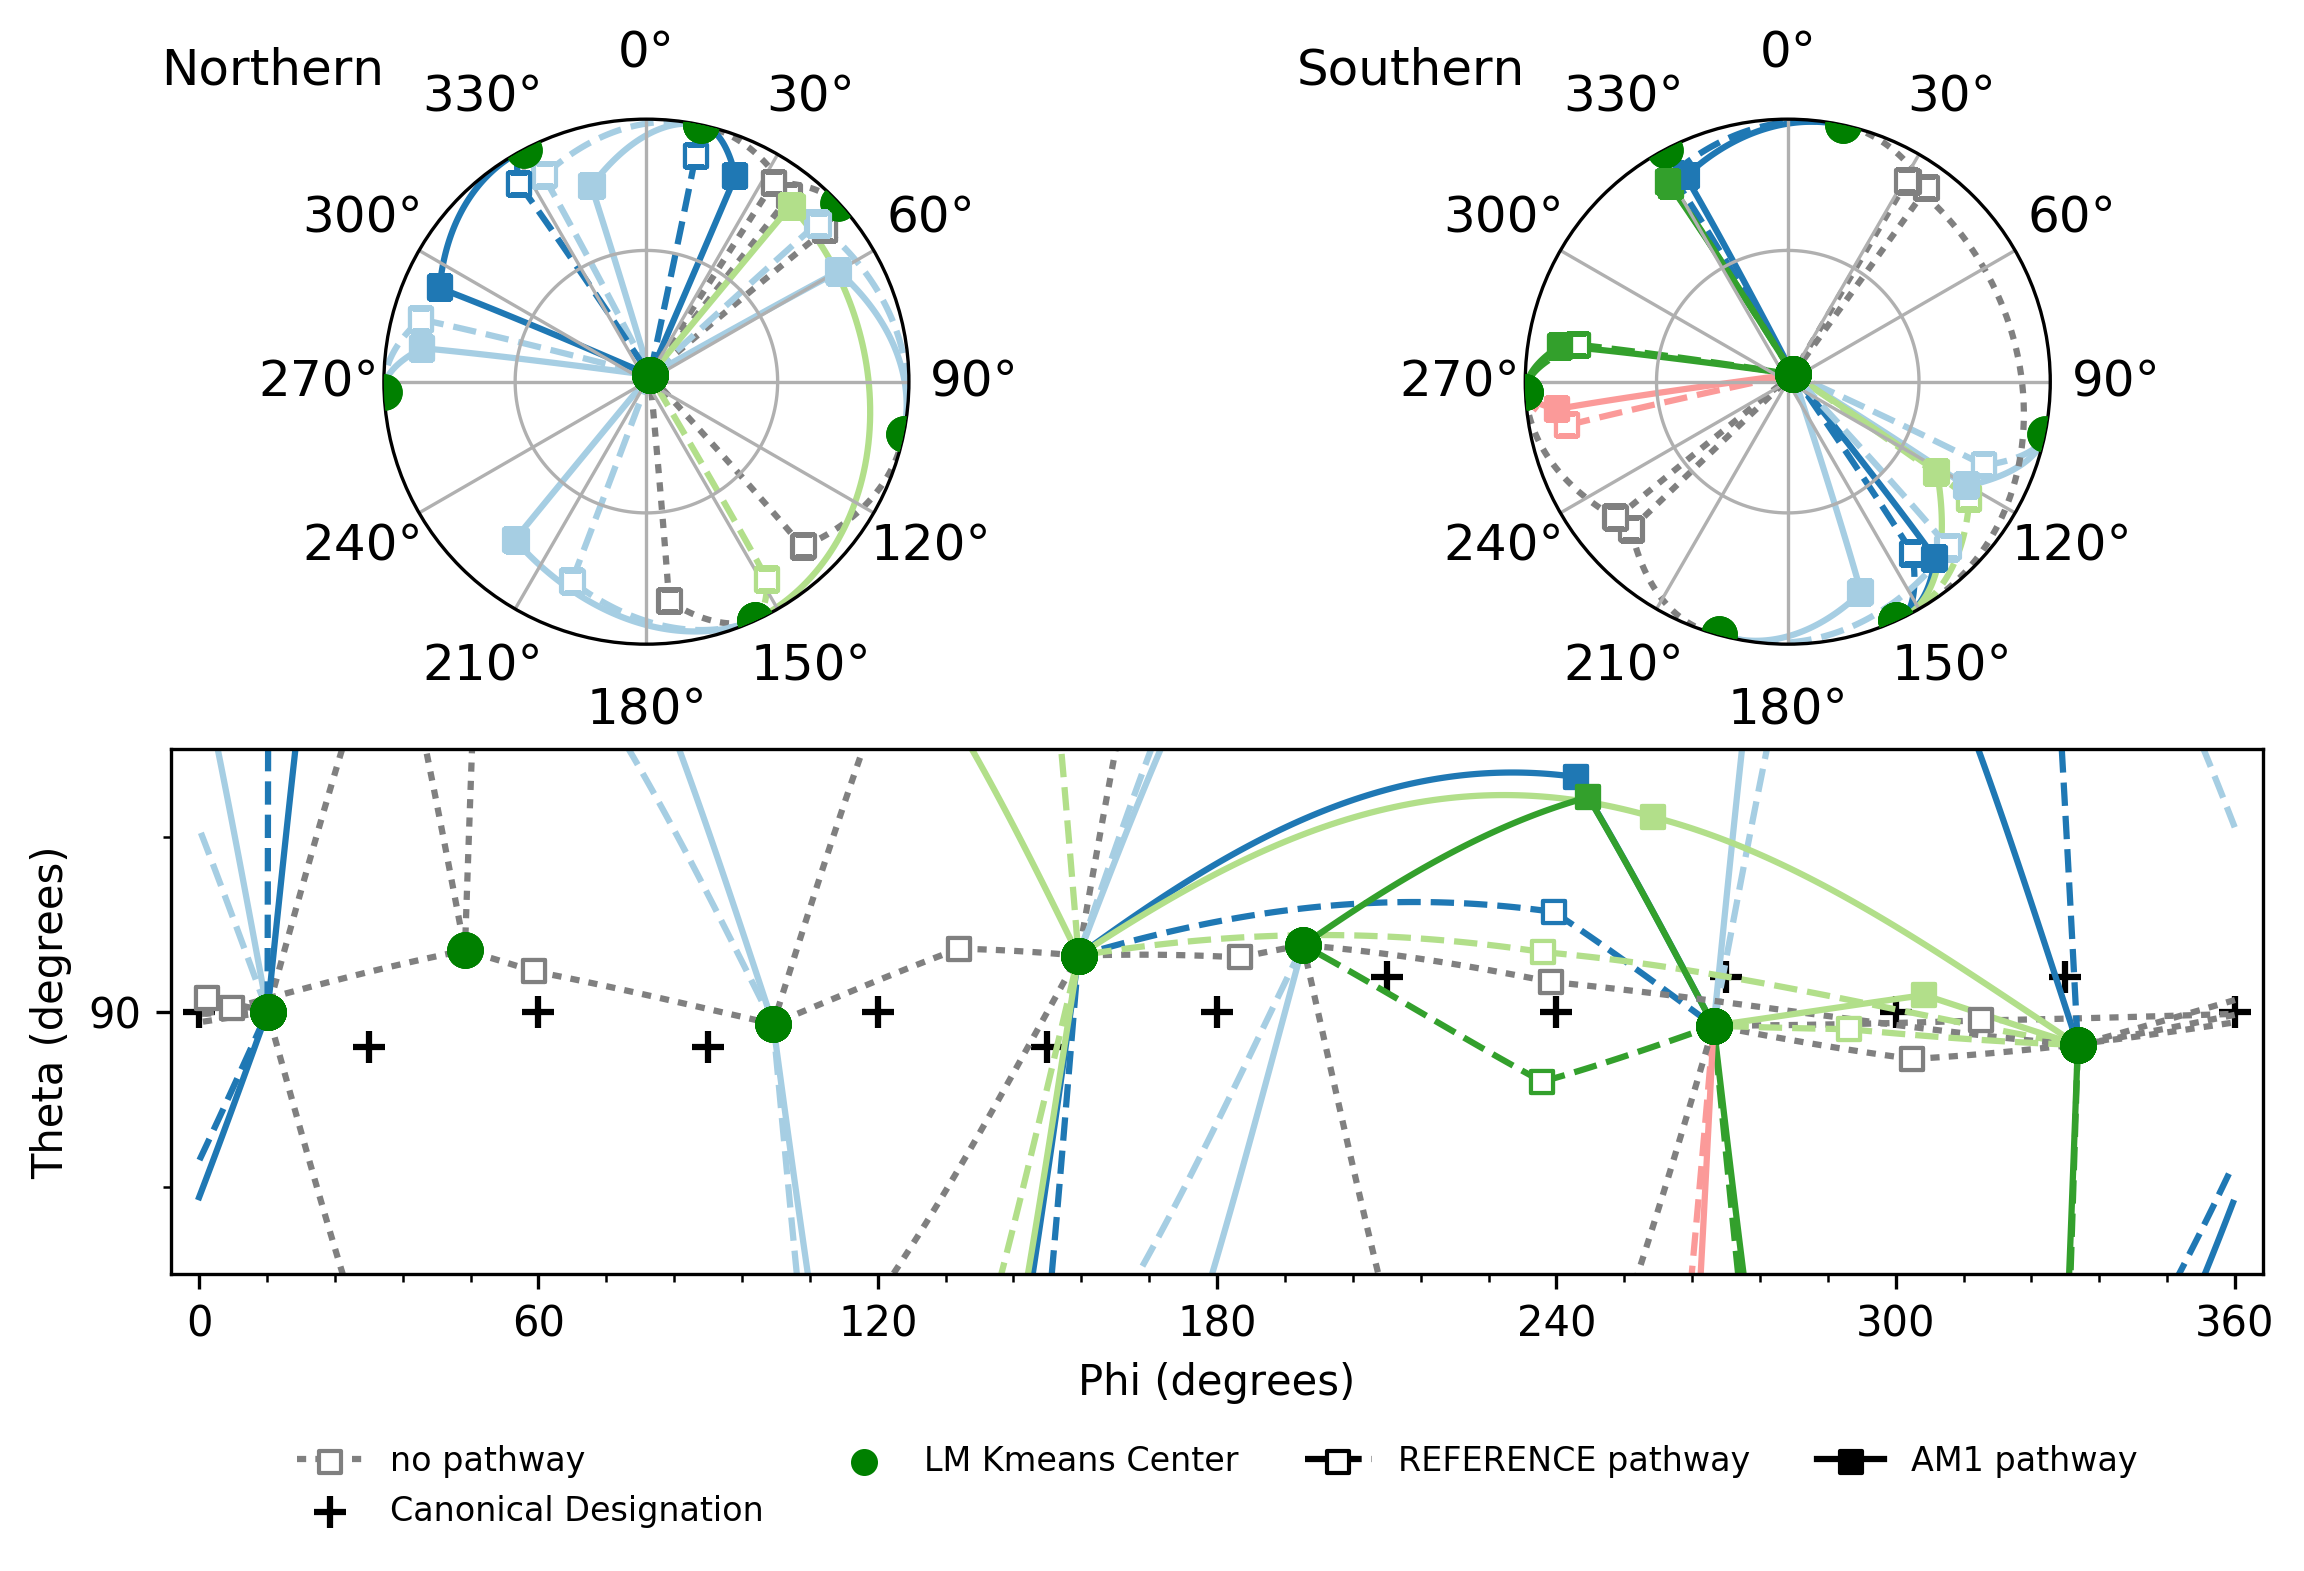 Northern
0°
30°
60°
90°
120°
150°
180°
210°
240°
270°
300°
330°
Southern
0°
30°
60°
90°
120°
150°
180°
210°
240°
270°
300°
330°
Theta (degrees)
90
0 60 120 180 240 300 360
Phi (degrees)
no pathway
Canonical Designation
LM Kmeans Center
REFERENCE pathway
AM1 pathway